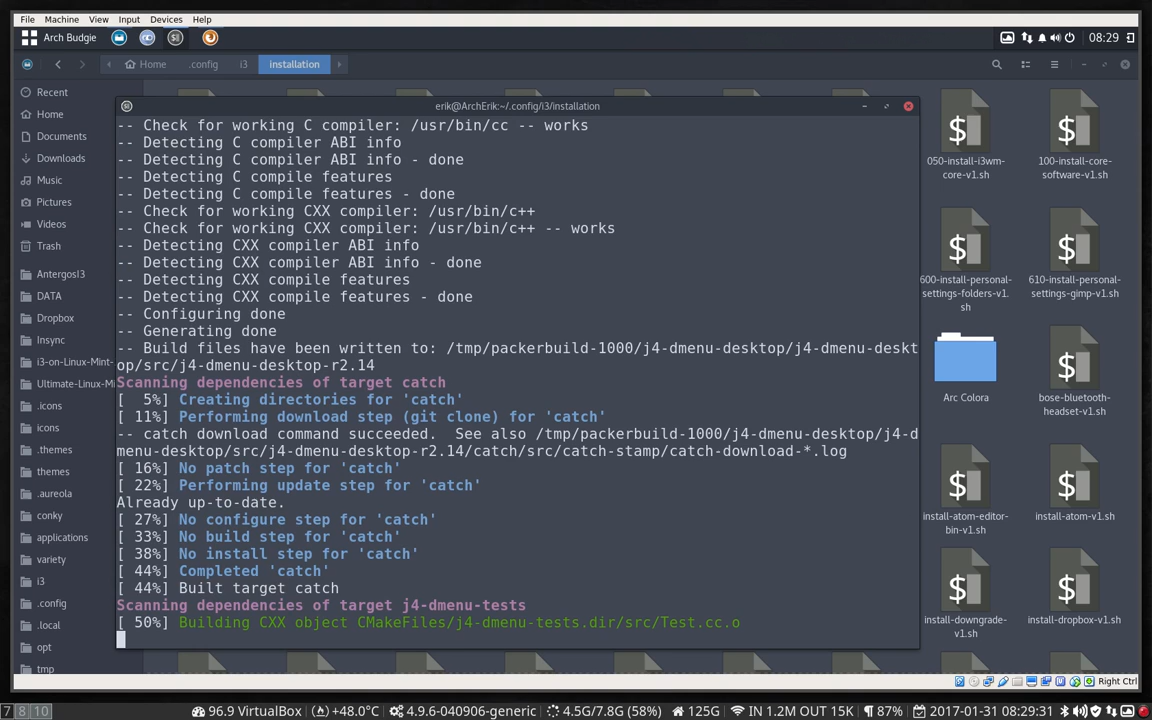 File Machine View Input Devices Help
Arch Budgie
08:29
Home .config i3 installation
Recent
Home
Documents
Downloads
Music
Pictures
Videos
Trash
AntergosI3
DATA
Dropbox
Insync
i3-on-Linux-Mint-
Ultimate-Linux-Mi
.icons
icons
.themes
themes
.aureola
conky
applications
variety
i3
.config
.local
opt
tmp
erik@ArchErik:~/.config/i3/installation
-- Check for working C compiler: /usr/bin/cc -- works
-- Detecting C compiler ABI info
-- Detecting C compiler ABI info - done
-- Detecting C compile features
-- Detecting C compile features - done
-- Check for working CXX compiler: /usr/bin/c++
-- Check for working CXX compiler: /usr/bin/c++ -- works
-- Detecting CXX compiler ABI info
-- Detecting CXX compiler ABI info - done
-- Detecting CXX compile features
-- Detecting CXX compile features - done
-- Configuring done
-- Generating done
-- Build files have been written to: /tmp/packerbuild-1000/j4-dmenu-desktop/j4-dmenu-deskt
op/src/j4-dmenu-desktop-r2.14
Scanning dependencies of target catch
[  5%] Creating directories for 'catch'
[ 11%] Performing download step (git clone) for 'catch'
-- catch download command succeeded.  See also /tmp/packerbuild-1000/j4-dmenu-desktop/j4-d
menu-desktop/src/j4-dmenu-desktop-r2.14/catch/src/catch-stamp/catch-download-*.log
[ 16%] No patch step for 'catch'
[ 22%] Performing update step for 'catch'
Already up-to-date.
[ 27%] No configure step for 'catch'
[ 33%] No build step for 'catch'
[ 38%] No install step for 'catch'
[ 44%] Completed 'catch'
[ 44%] Built target catch
Scanning dependencies of target j4-dmenu-tests
[ 50%] Building CXX object CMakeFiles/j4-dmenu-tests.dir/src/Test.cc.o
050-install-i3wm-
core-v1.sh
100-install-core-
software-v1.sh
600-install-personal-
settings-folders-v1.
sh
610-install-personal-
settings-gimp-v1.sh
Arc Colora
bose-bluetooth-
headset-v1.sh
install-atom-editor-
bin-v1.sh
install-atom-v1.sh
install-downgrade-
v1.sh
install-dropbox-v1.sh
Right Ctrl
7 8 10
96.9 VirtualBox +48.0°C 4.9.6-040906-generic 4.5G/7.8G (58%) 125G IN 1.2M OUT 15K 87% 2017-01-31 08:29:31